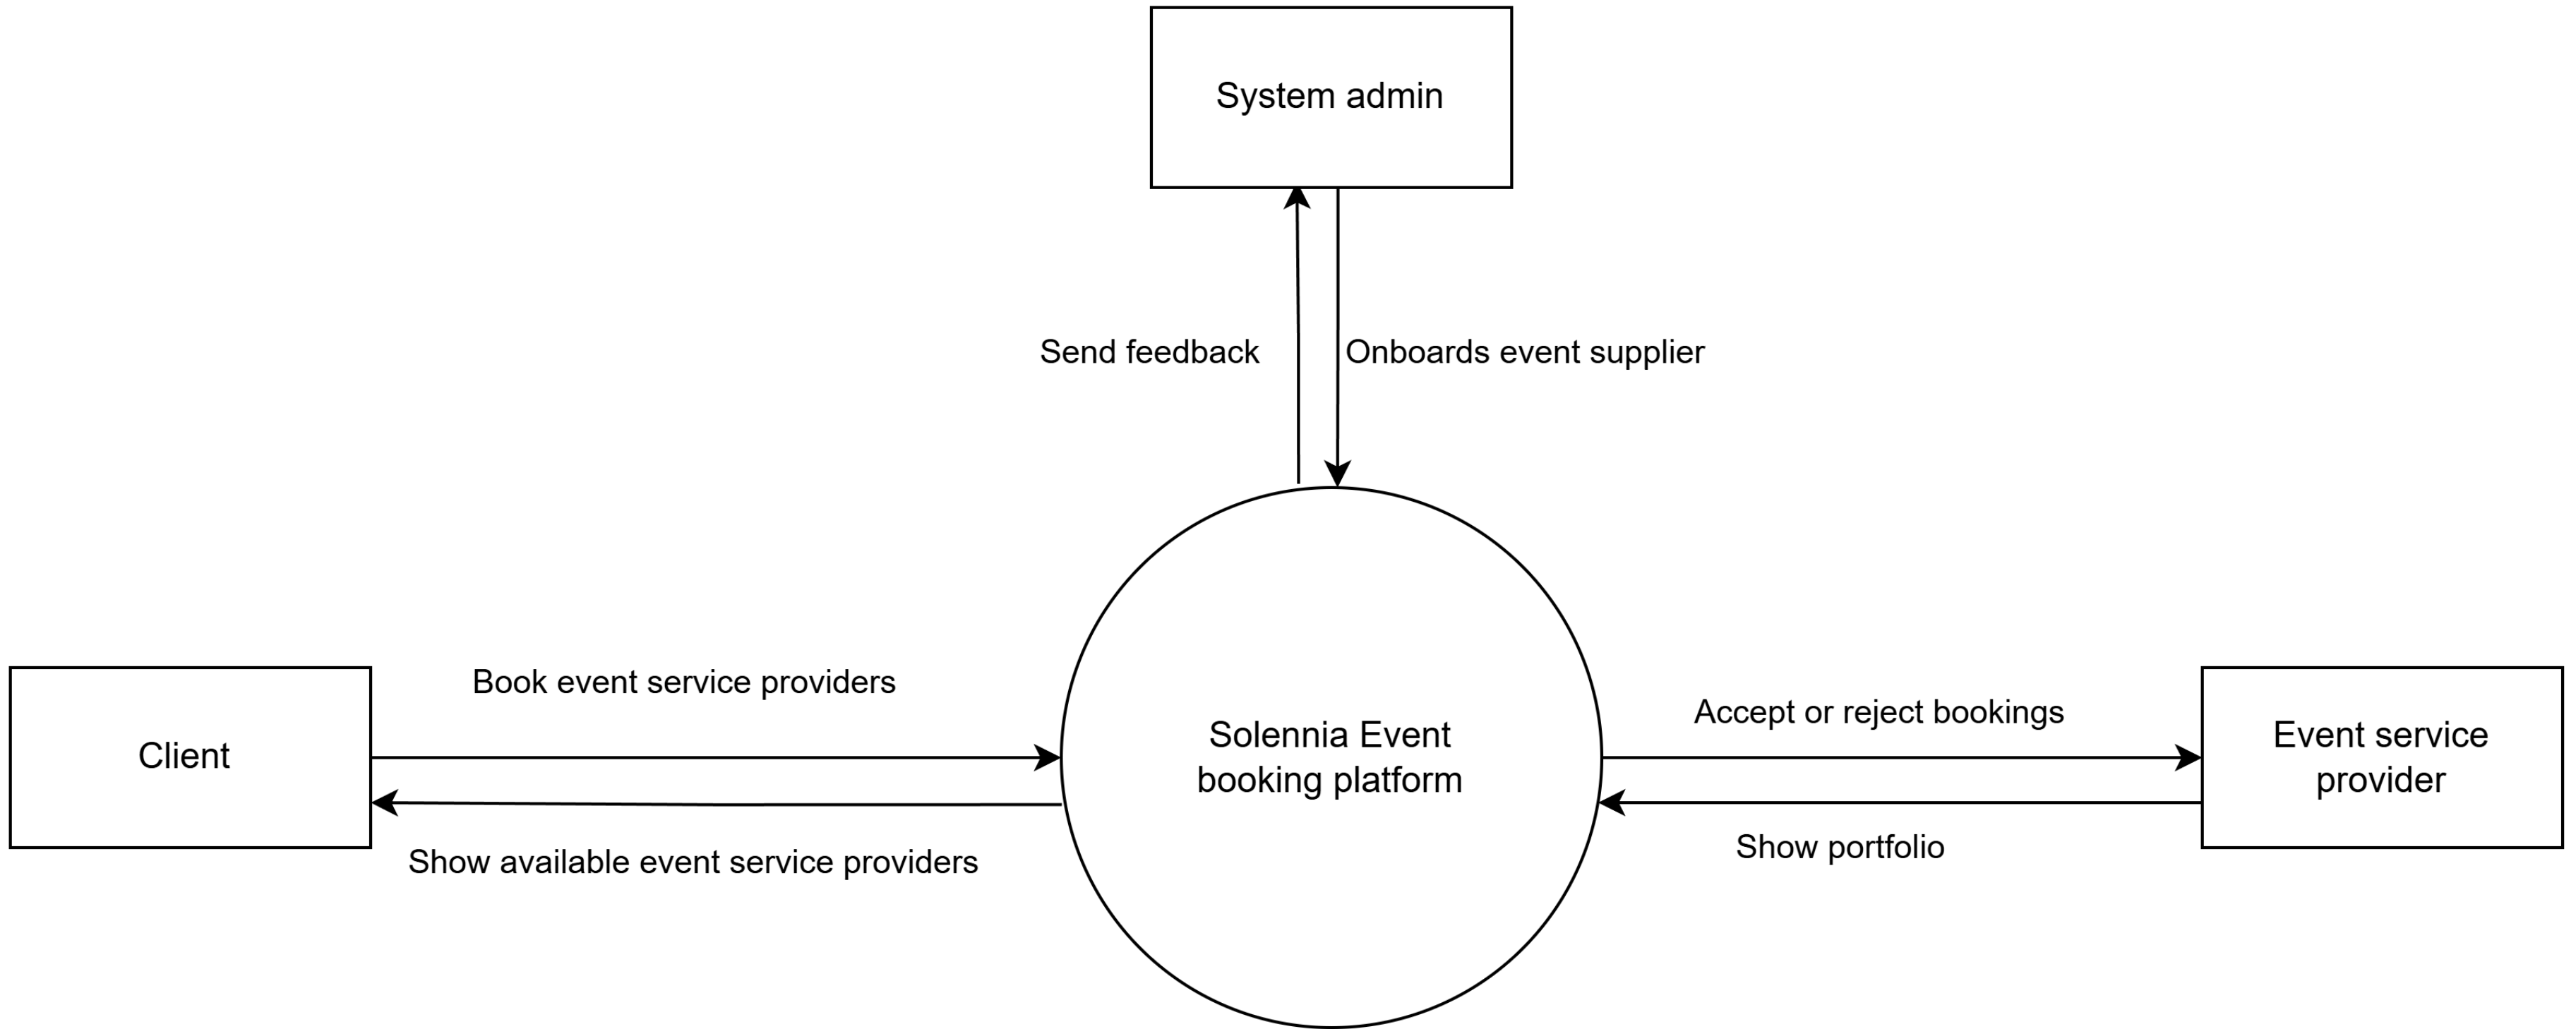 System admin
Send feedback
Onboards event supplier
Book event service providers
Client
Show available event service providers
Solennia Event
booking platform
Accept or reject bookings
Show portfolio
Event service
provider